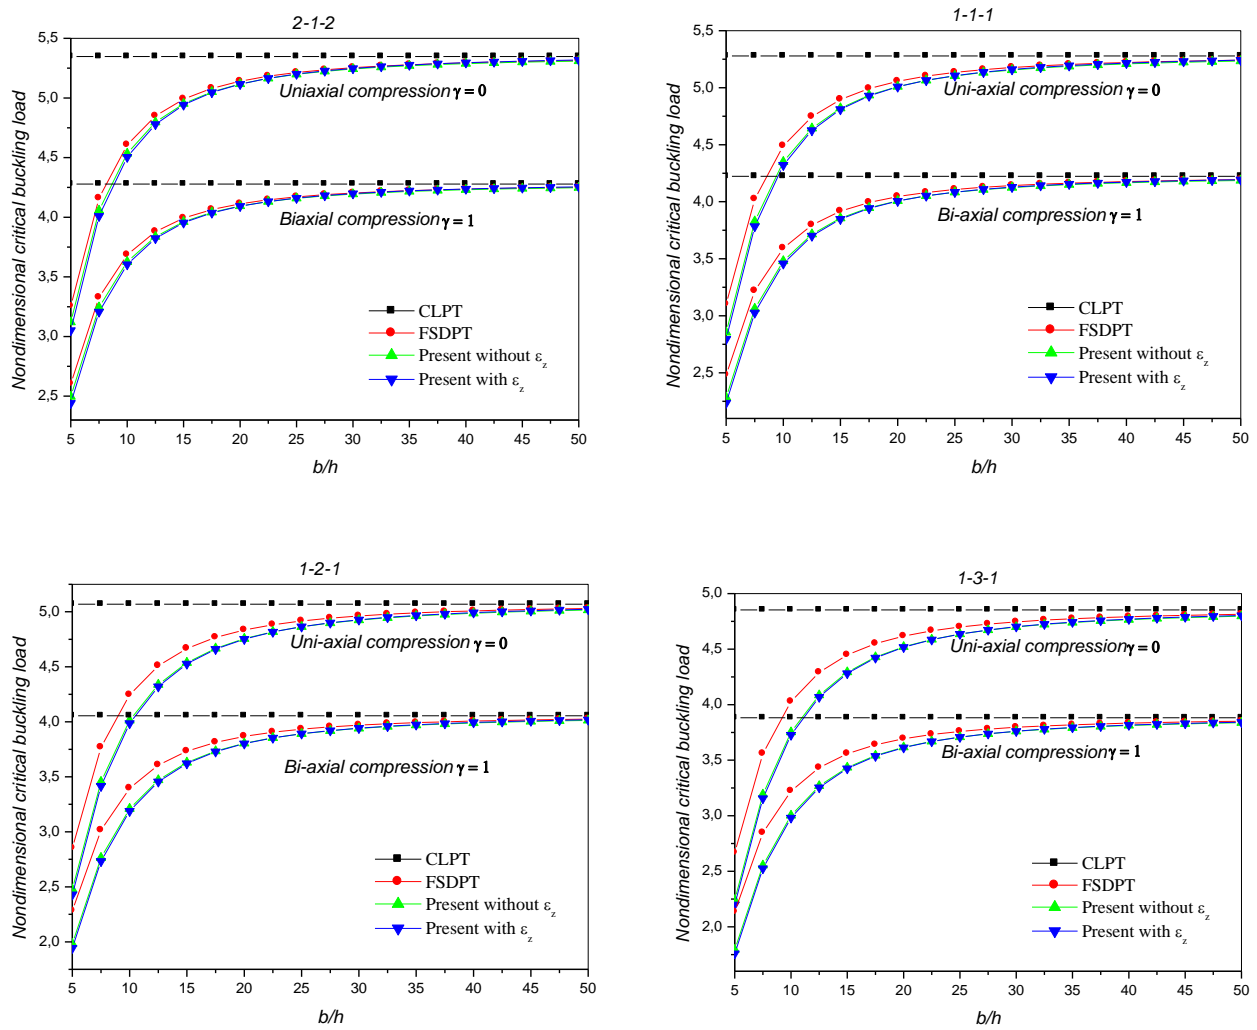 2-1-2
5,5
5,0
4,5
4,0
3,5
3,0
2,5
Nondimensional critical buckling load
Uniaxial compression γ = 0
Biaxial compression γ = 1
CLPT
FSDPT
Present without ε_z
Present with ε_z
5 10 15 20 25 30 35 40 45 50
b/h
1-1-1
5,5
5,0
4,5
4,0
3,5
3,0
2,5
Nondimensional critical buckling load
Uni-axial compression γ = 0
Bi-axial compression γ = 1
CLPT
FSDPT
Present without ε_z
Present with ε_z
5 10 15 20 25 30 35 40 45 50
b/h
1-2-1
5,0
4,5
4,0
3,5
3,0
2,5
2,0
Nondimensional critical buckling load
Uni-axial compression γ = 0
Bi-axial compression γ = 1
CLPT
FSDPT
Present without ε_z
Present with ε_z
5 10 15 20 25 30 35 40 45 50
b/h
1-3-1
5,0
4,5
4,0
3,5
3,0
2,5
2,0
Nondimensional critical buckling load
Uni-axial compression γ = 0
Bi-axial compression γ = 1
CLPT
FSDPT
Present without ε_z
Present with ε_z
5 10 15 20 25 30 35 40 45 50
b/h